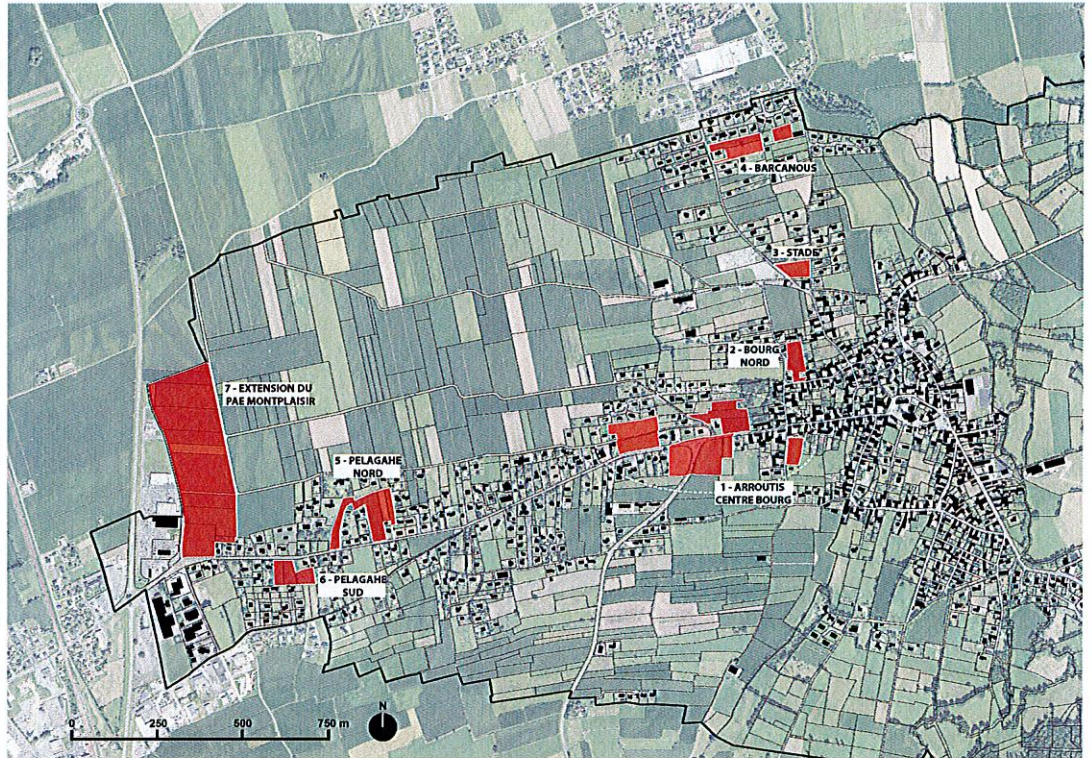 4 - BARCANOUS
3 - STADE
2 - BOURG
NORD
7 - EXTENSION DU
PAE MONTPLAISIR
5 - PELAGAHE
NORD
1 - ARROUTIS
CENTRE BOURG
6 - PELAGAHE
SUD
0 250 500 750 m
N